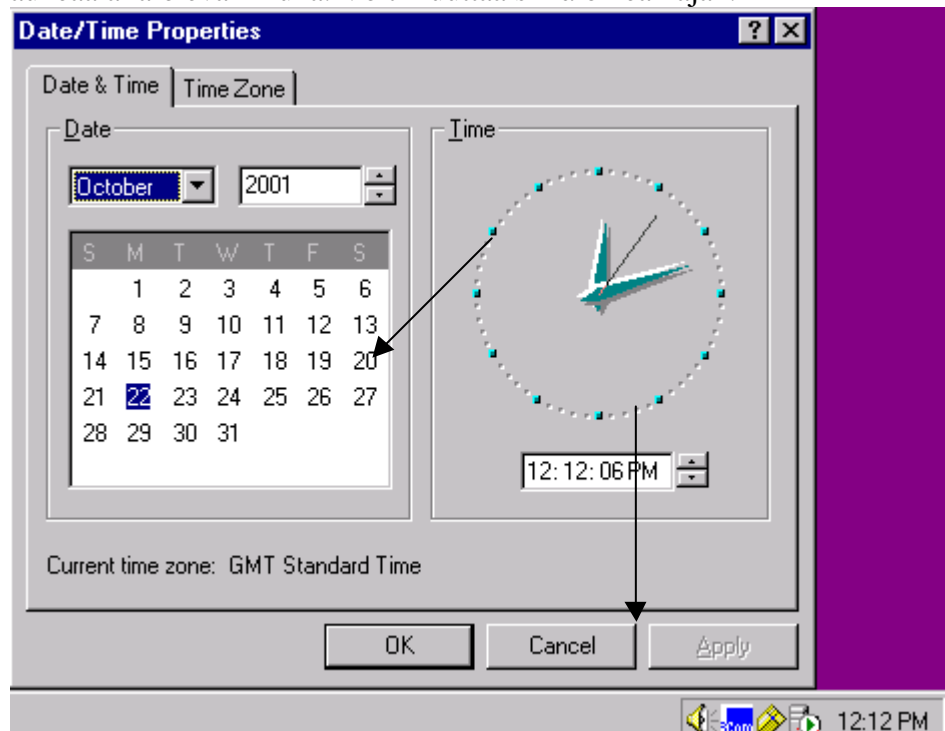 Date/Time Properties
Date & Time
Time Zone
Date
Time
October
2001
S M T W T F S
1 2 3 4 5 6
7 8 9 10 11 12 13
14 15 16 17 18 19 20
21 22 23 24 25 26 27
28 29 30 31
12:12:06 PM
Current time zone: GMT Standard Time
OK
Cancel
Apply
12:12 PM